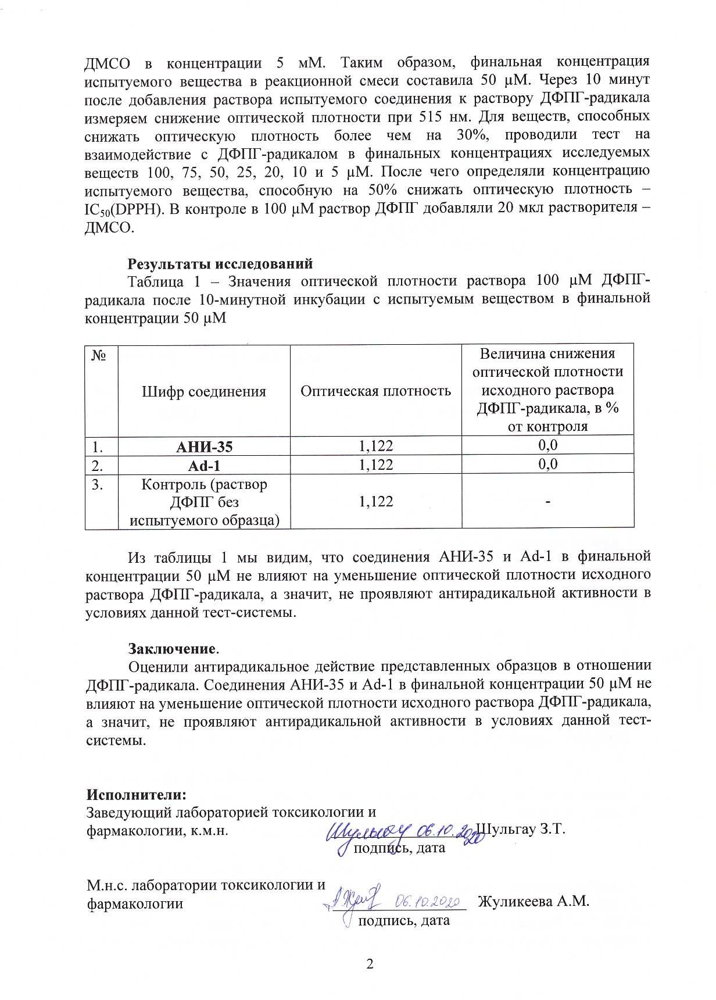 ДМСО в концентрации 5 мМ. Таким образом, финальная концентрация
испытуемого вещества в реакционной смеси составила 50 µМ. Через 10 минут
после добавления раствора испытуемого соединения к раствору ДФПГ-радикала
измеряем снижение оптической плотности при 515 нм. Для веществ, способных
снижать оптическую плотность более чем на 30%, проводили тест на
взаимодействие с ДФПГ-радикалом в финальных концентрациях исследуемых
веществ 100, 75, 50, 25, 20, 10 и 5 µМ. После чего определяли концентрацию
испытуемого вещества, способную на 50% снижать оптическую плотность –
IC50(DPPH). В контроле в 100 µМ раствор ДФПГ добавляли 20 мкл растворителя –
ДМСО.
Результаты исследований
Таблица 1 – Значения оптической плотности раствора 100 µМ ДФПГ-
радикала после 10-минутной инкубации с испытуемым веществом в финальной
концентрации 50 µМ
№
Шифр соединения
Оптическая плотность
Величина снижения
оптической плотности
исходного раствора
ДФПГ-радикала, в %
от контроля
1. АНИ-35 1,122 0,0
2. Ad-1 1,122 0,0
3. Контроль (раствор
ДФПГ без
испытуемого образца)
1,122 -
Из таблицы 1 мы видим, что соединения АНИ-35 и Ad-1 в финальной
концентрации 50 µМ не влияют на уменьшение оптической плотности исходного
раствора ДФПГ-радикала, а значит, не проявляют антирадикальной активности в
условиях данной тест-системы.
Заключение.
Оценили антирадикальное действие представленных образцов в отношении
ДФПГ-радикала. Соединения АНИ-35 и Ad-1 в финальной концентрации 50 µМ не
влияют на уменьшение оптической плотности исходного раствора ДФПГ-радикала,
а значит, не проявляют антирадикальной активности в условиях данной тест-
системы.
Исполнители:
Заведующий лабораторией токсикологии и
фармакологии, к.м.н. Шульгау 06.10.2020 Шульгау З.Т.
подпись, дата
М.н.с. лаборатории токсикологии и
фармакологии 06.10.2020 Жуликеева А.М.
подпись, дата
2